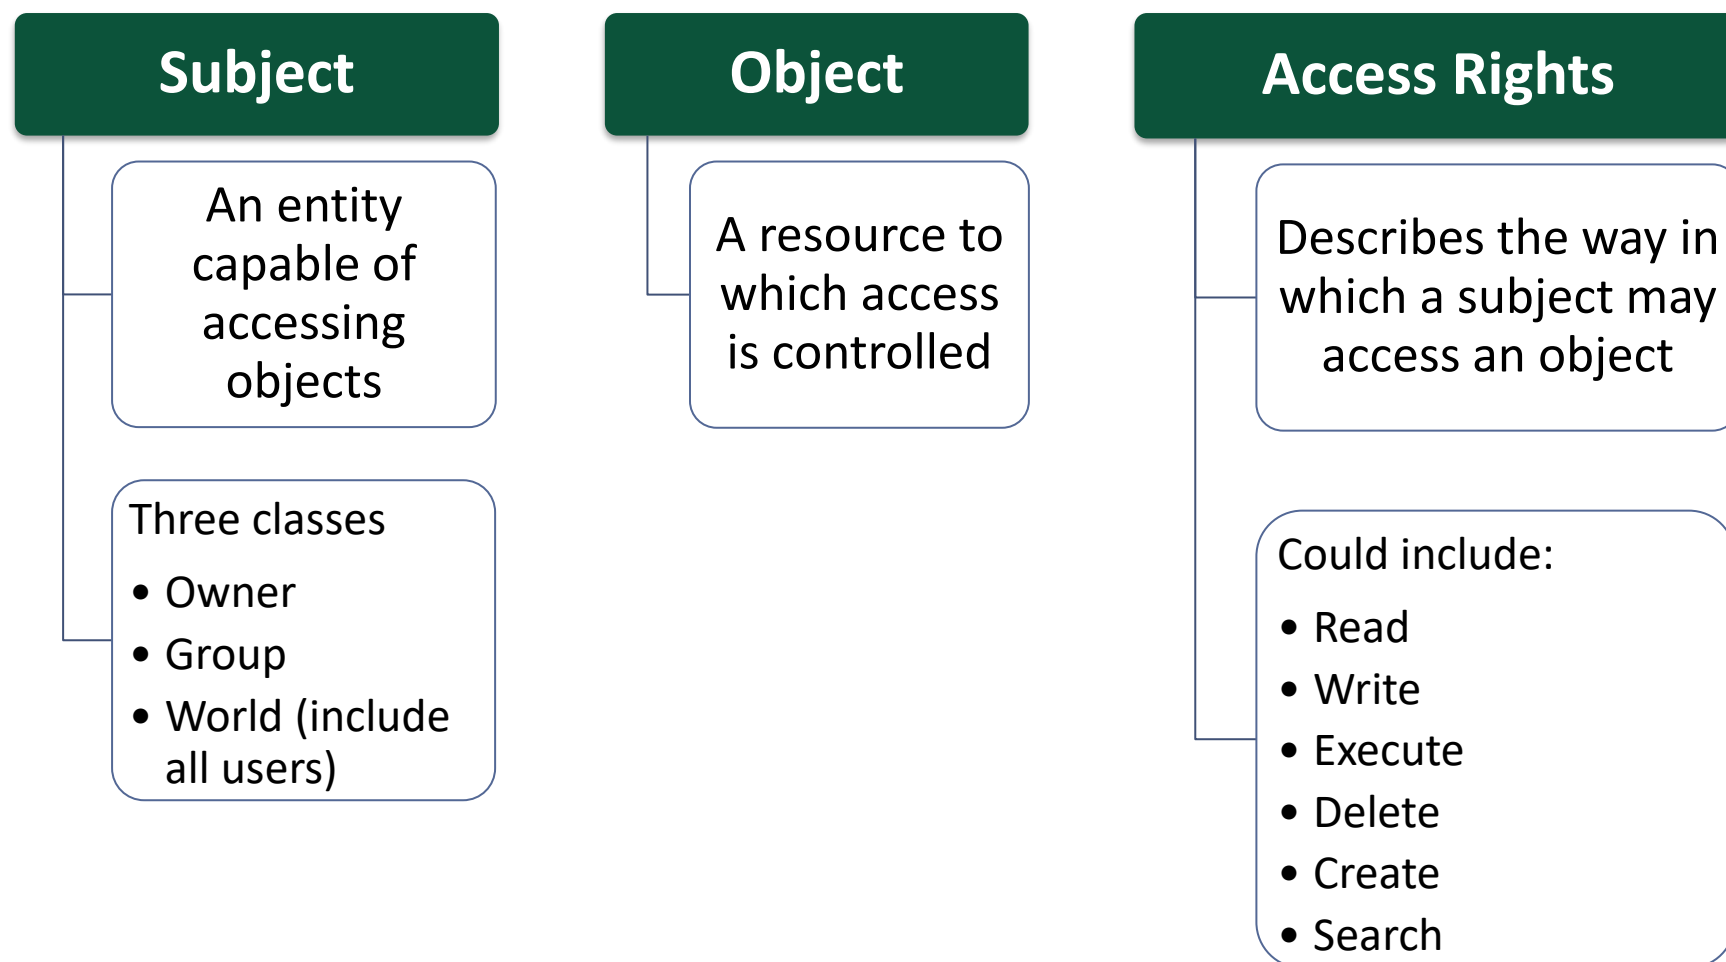 Subject
An entity
capable of
accessing
objects
Three classes
• Owner
• Group
• World (include
all users)
Object
A resource to
which access
is controlled
Access Rights
Describes the way in
which a subject may
access an object
Could include:
• Read
• Write
• Execute
• Delete
• Create
• Search